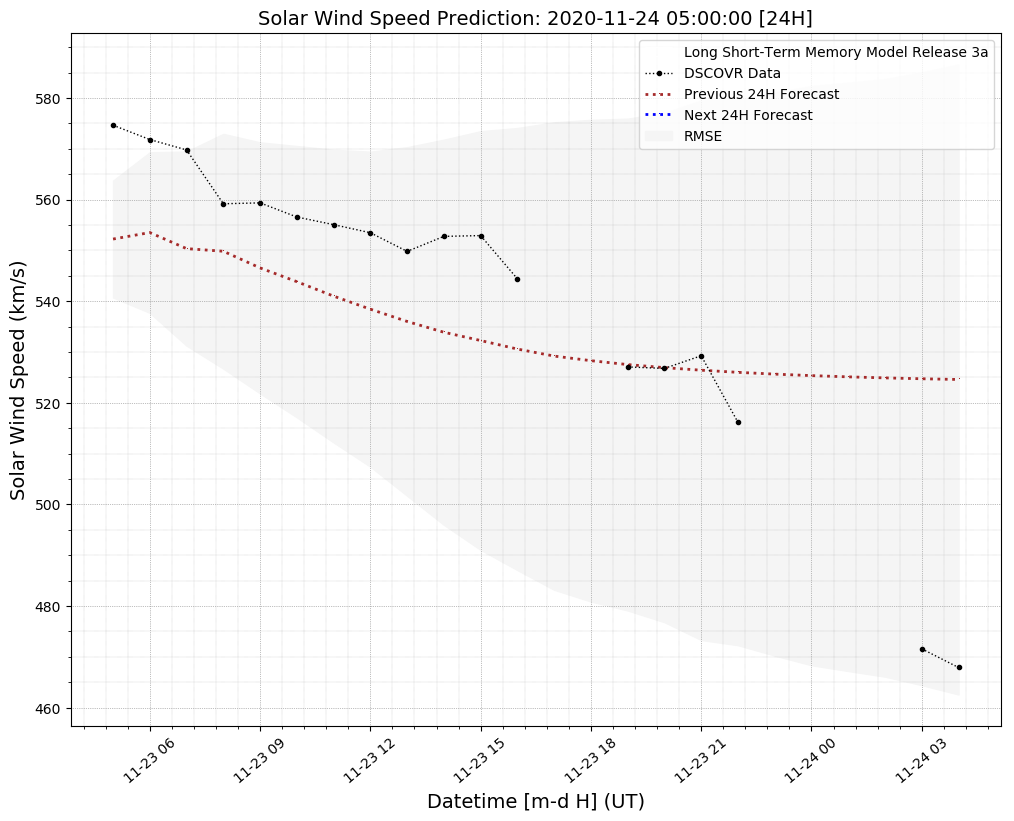 Solar Wind Speed Prediction: 2020-11-24 05:00:00 [24H]
Long Short-Term Memory Model Release 3a
DSCOVR Data
Previous 24H Forecast
Next 24H Forecast
RMSE
Solar Wind Speed (km/s)
580
560
540
520
500
480
460
11-23 06
11-23 09
11-23 12
11-23 15
11-23 18
11-23 21
11-24 00
11-24 03
Datetime [m-d H] (UT)